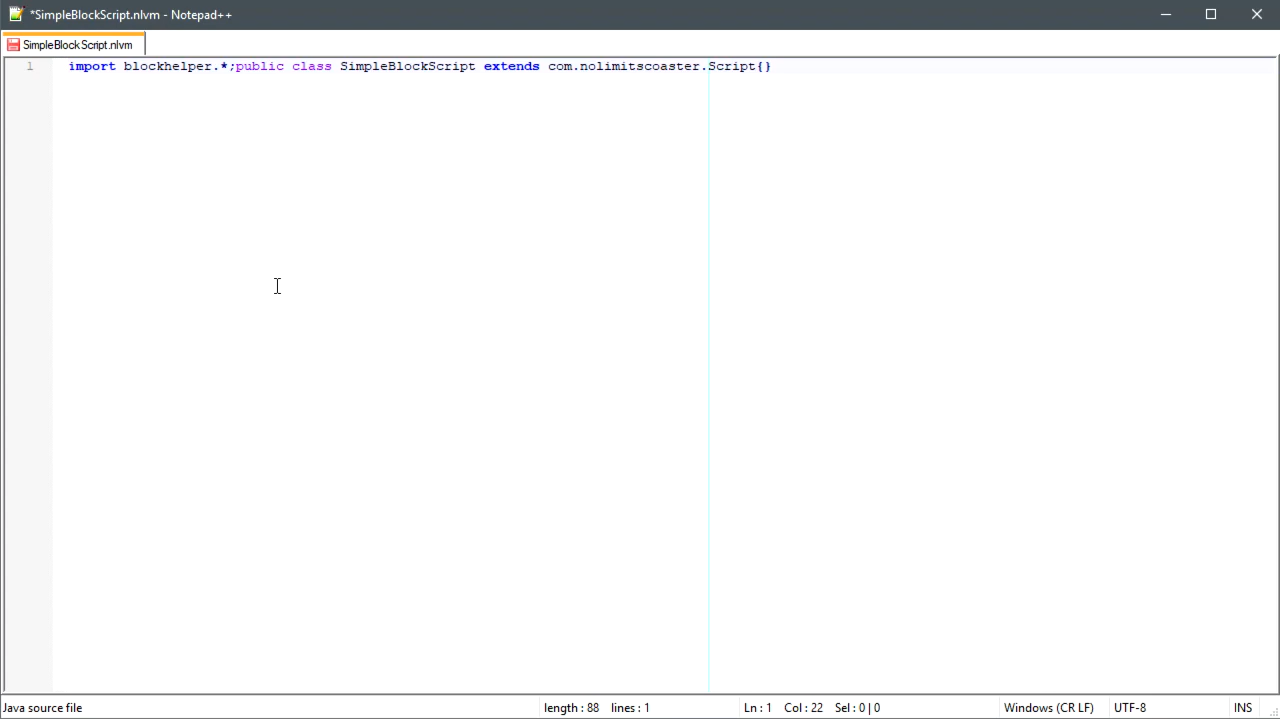 *SimpleBlockScript.nlvm - Notepad++
SimpleBlockScript.nlvm
1 import blockhelper.*;public class SimpleBlockScript extends com.nolimitscoaster.Script{}
Java source file length : 88 lines : 1 Ln : 1 Col : 22 Sel : 0 | 0 Windows (CR LF) UTF-8 INS